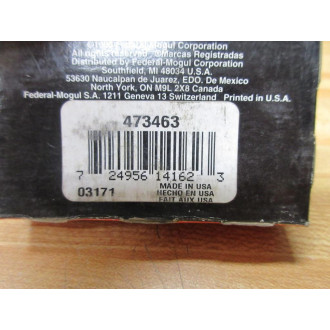 Mogul Corporation
All rights reserved ®Marcas Registradas
Distributed by Federal-Mogul Corporation
Southfield, MI 48034 U.S.A.
53630 Naucalpan de Juarez, EDO. De Mexico
North York, ON M9L 2X8 Canada
Federal-Mogul S.A. 1211 Geneva 13 Switzerland Printed in U.S.A.
473463
7 24956 14162 3
03171
MADE IN USA
HECHO EN USA
FAIT AUX USA